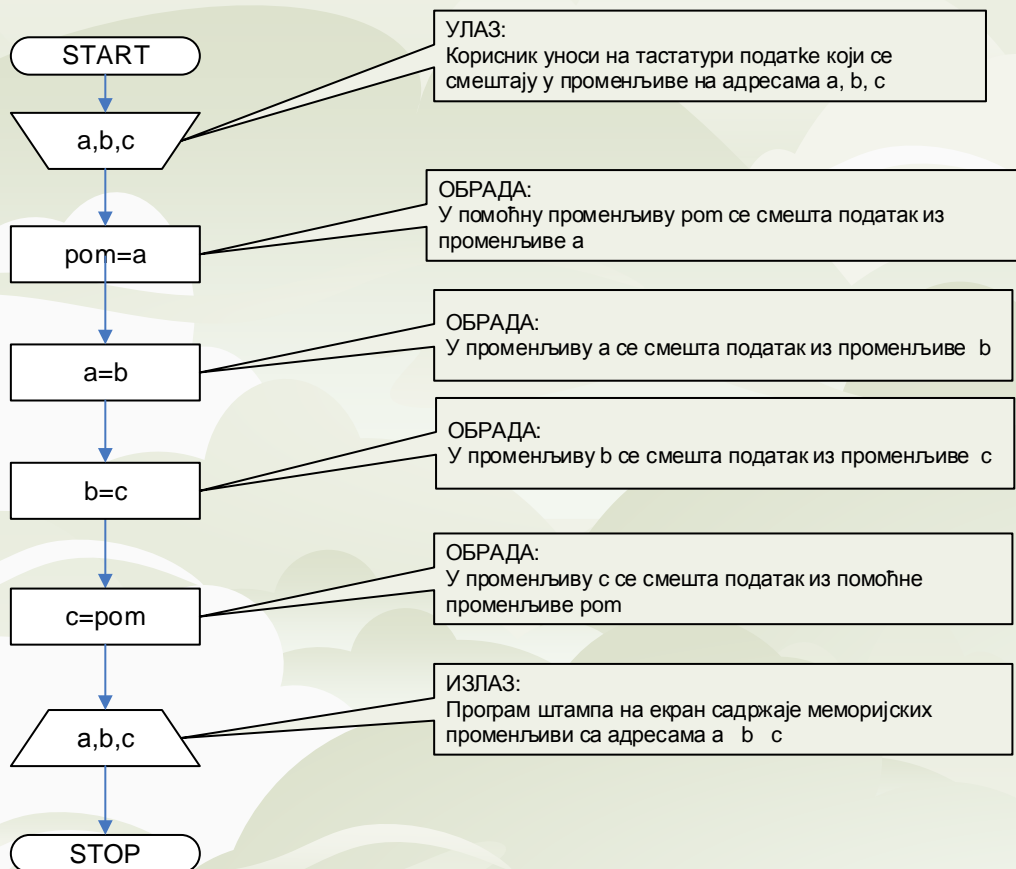 START
УЛАЗ:
Корисник уноси на тастатури податке који се
смештају у променљиве на адресама a, b, c
a,b,c
ОБРАДА:
У помоћну променљиву pom се смешта податак из
променљиве a
pom=a
ОБРАДА:
У променљиву a се смешта податак из променљиве b
a=b
ОБРАДА:
У променљиву b се смешта податак из променљиве c
b=c
ОБРАДА:
У променљиву c се смешта податак из помоћне
променљиве pom
c=pom
ИЗЛАЗ:
Програм штампа на екран садржаје меморијских
променљиви са адресама a b c
a,b,c
STOP